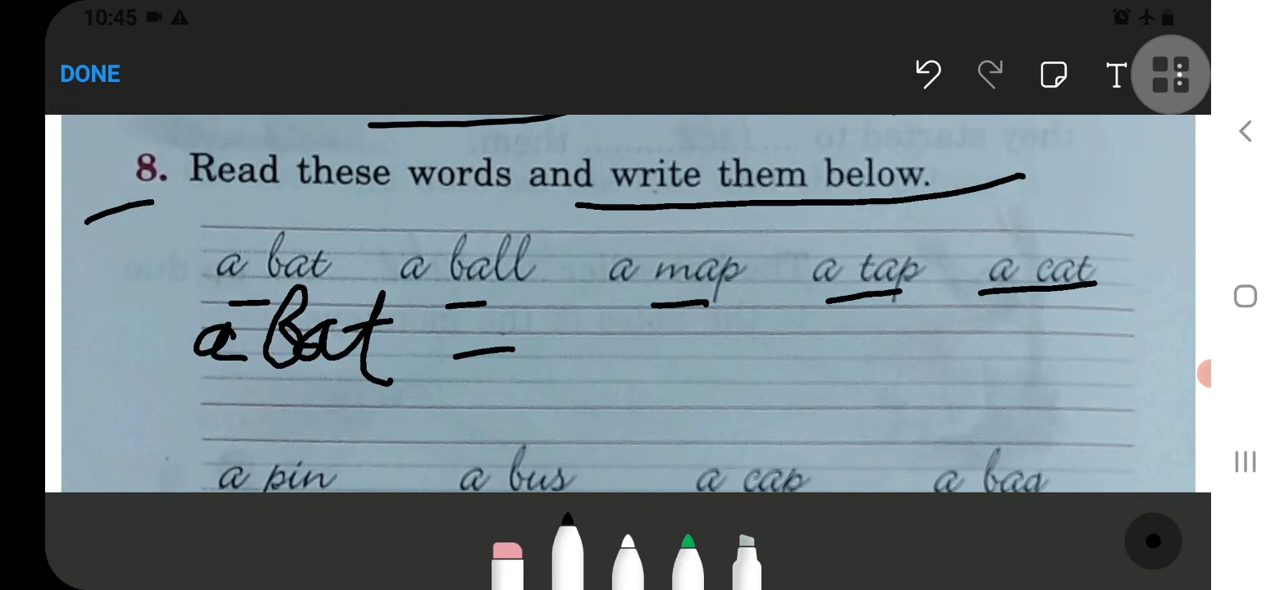 10:45
DONE T
8. Read these words and write them below.
a bat a ball a map a tap a cat
a Bat
a pin a bus a cap a bag